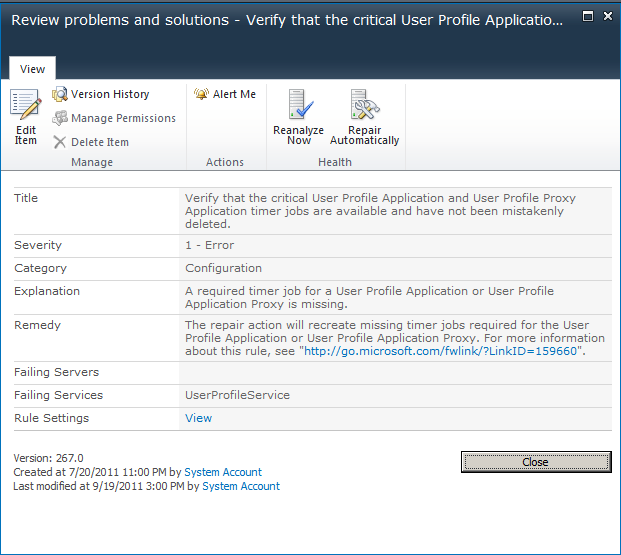 Review problems and solutions - Verify that the critical User Profile Applicatio...
View
Edit
Item
Version History
Manage Permissions
Delete Item
Manage
Alert Me
Actions
Reanalyze
Now
Repair
Automatically
Health
Title
Verify that the critical User Profile Application and User Profile Proxy
Application timer jobs are available and have not been mistakenly
deleted.
Severity
1 - Error
Category
Configuration
Explanation
A required timer job for a User Profile Application or User Profile
Application Proxy is missing.
Remedy
The repair action will recreate missing timer jobs required for the User
Profile Application or User Profile Application Proxy. For more information
about this rule, see "http://go.microsoft.com/fwlink/?LinkID=159660".
Failing Servers
Failing Services
UserProfileService
Rule Settings
View
Version: 267.0
Created at 7/20/2011 11:00 PM by System Account
Last modified at 9/19/2011 3:00 PM by System Account
Close